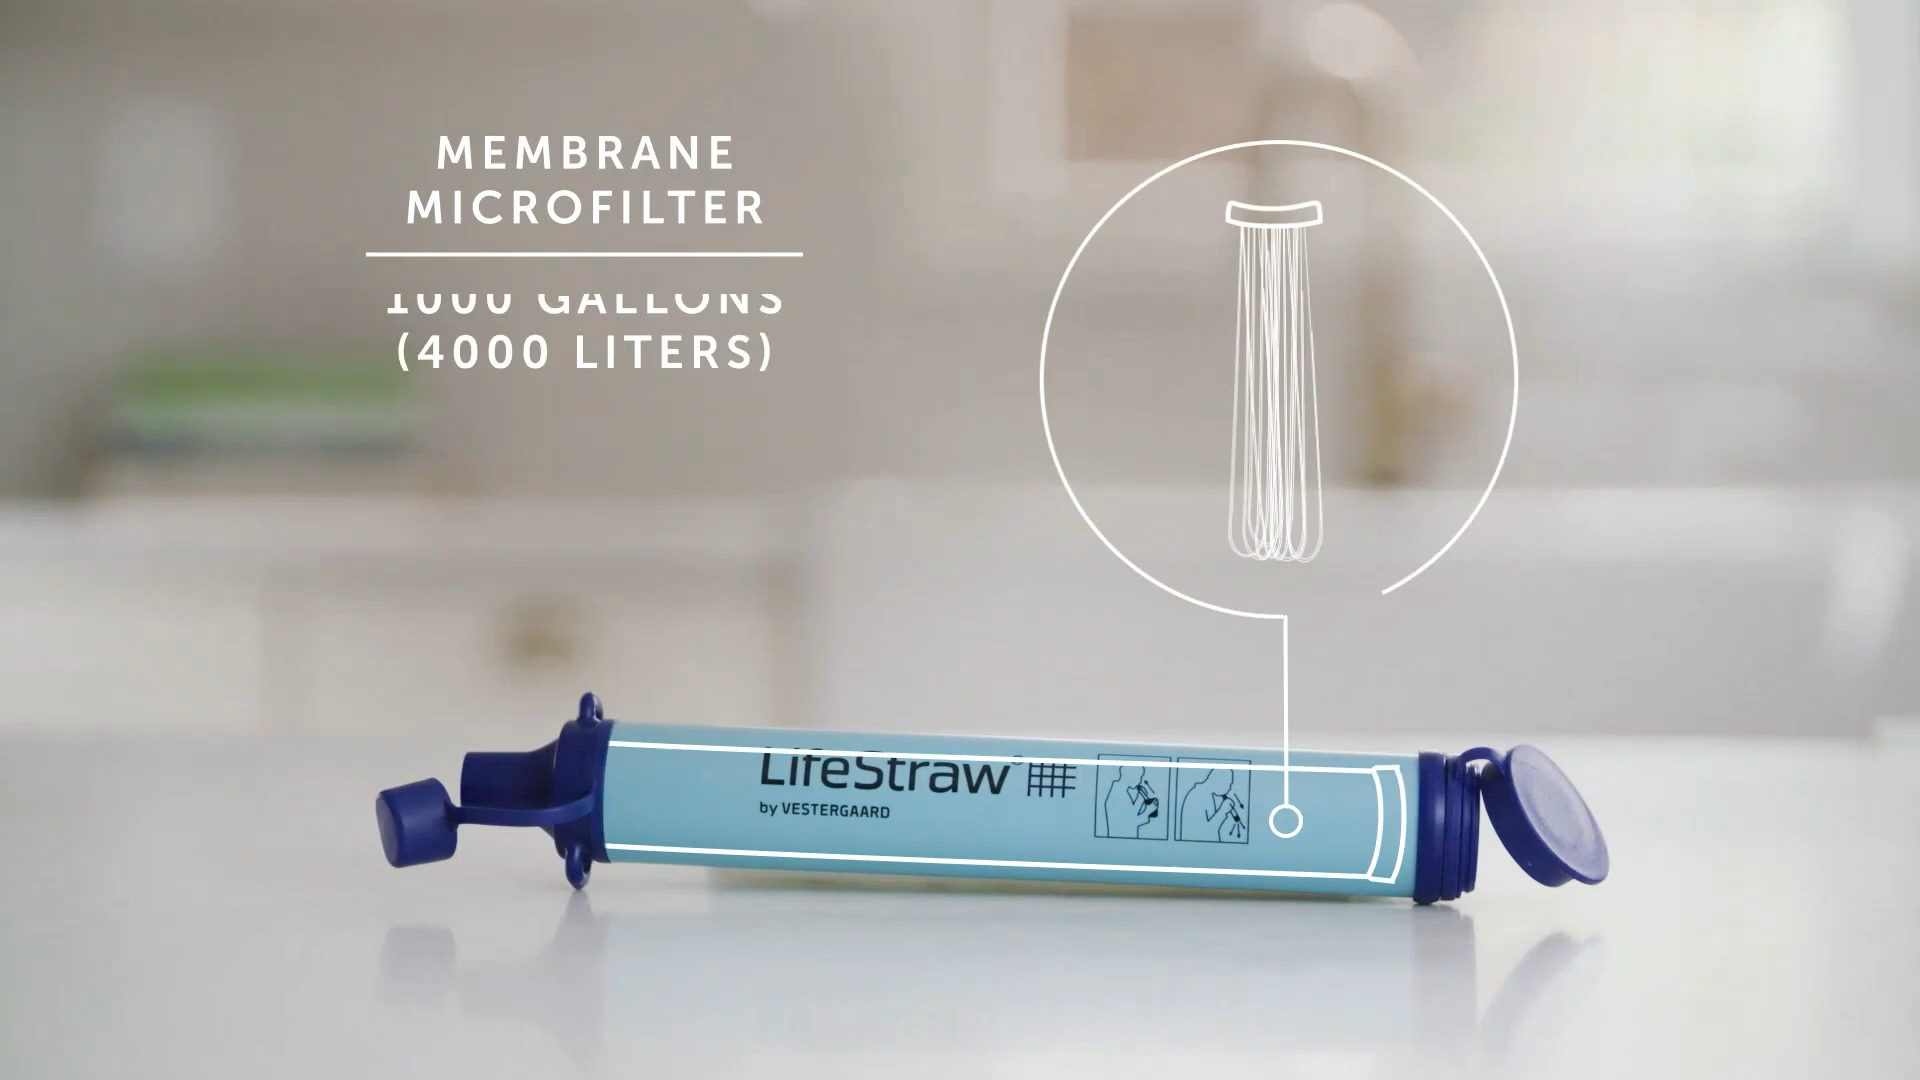 MEMBRANE
MICROFILTER
1000 GALLONS
(4000 LITERS)
LifeStraw®
by VESTERGAARD